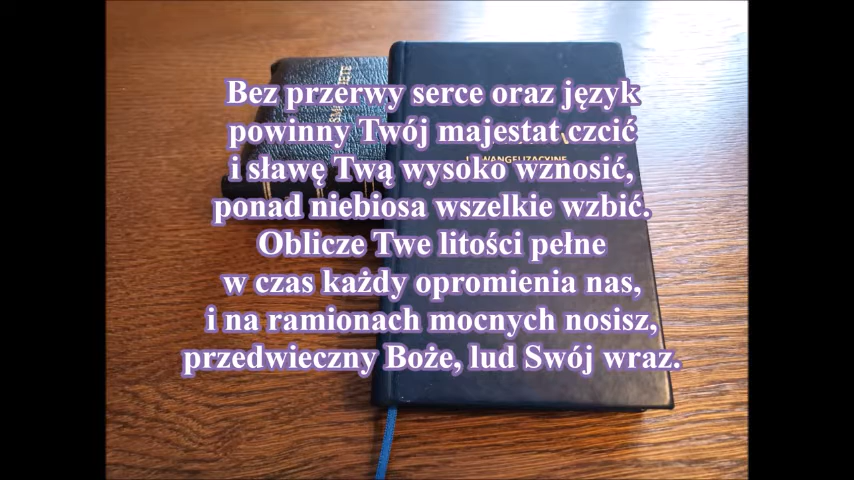 Bez przerwy serce oraz język
powinny Twój majestat czcić
i sławę Twą wysoko wznosić,
ponad niebiosa wszelkie wzbić.
Oblicze Twe litości pełne
w czas każdy opromienia nas,
i na ramionach mocnych nosisz,
przedwieczny Boże, lud Swój wraz.